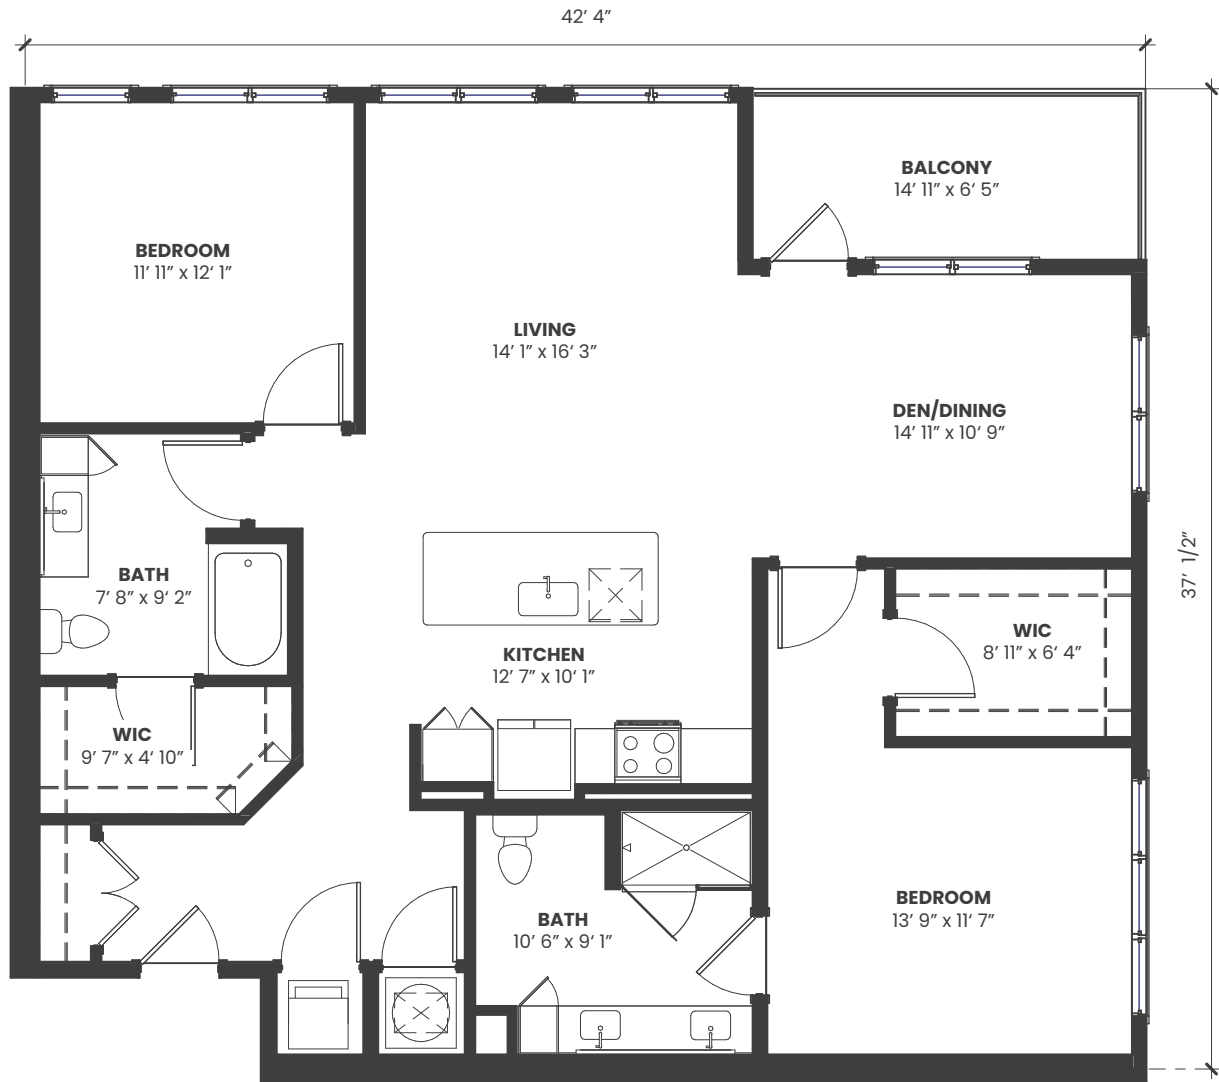 42’ 4”
BALCONY
14’ 11” x 6‘ 5”
BEDROOM
11’ 11” x 12‘ 1”
LIVING
14’ 1” x 16‘ 3”
DEN/DINING
14’ 11” x 10‘ 9”
37’ 1/2”
BATH
7’ 8” x 9‘ 2”
WIC
8’ 11” x 6‘ 4”
KITCHEN
12’ 7” x 10‘ 1”
WIC
9’ 7” x 4‘ 10”
BEDROOM
13’ 9” x 11‘ 7”
BATH
10’ 6” x 9‘ 1”